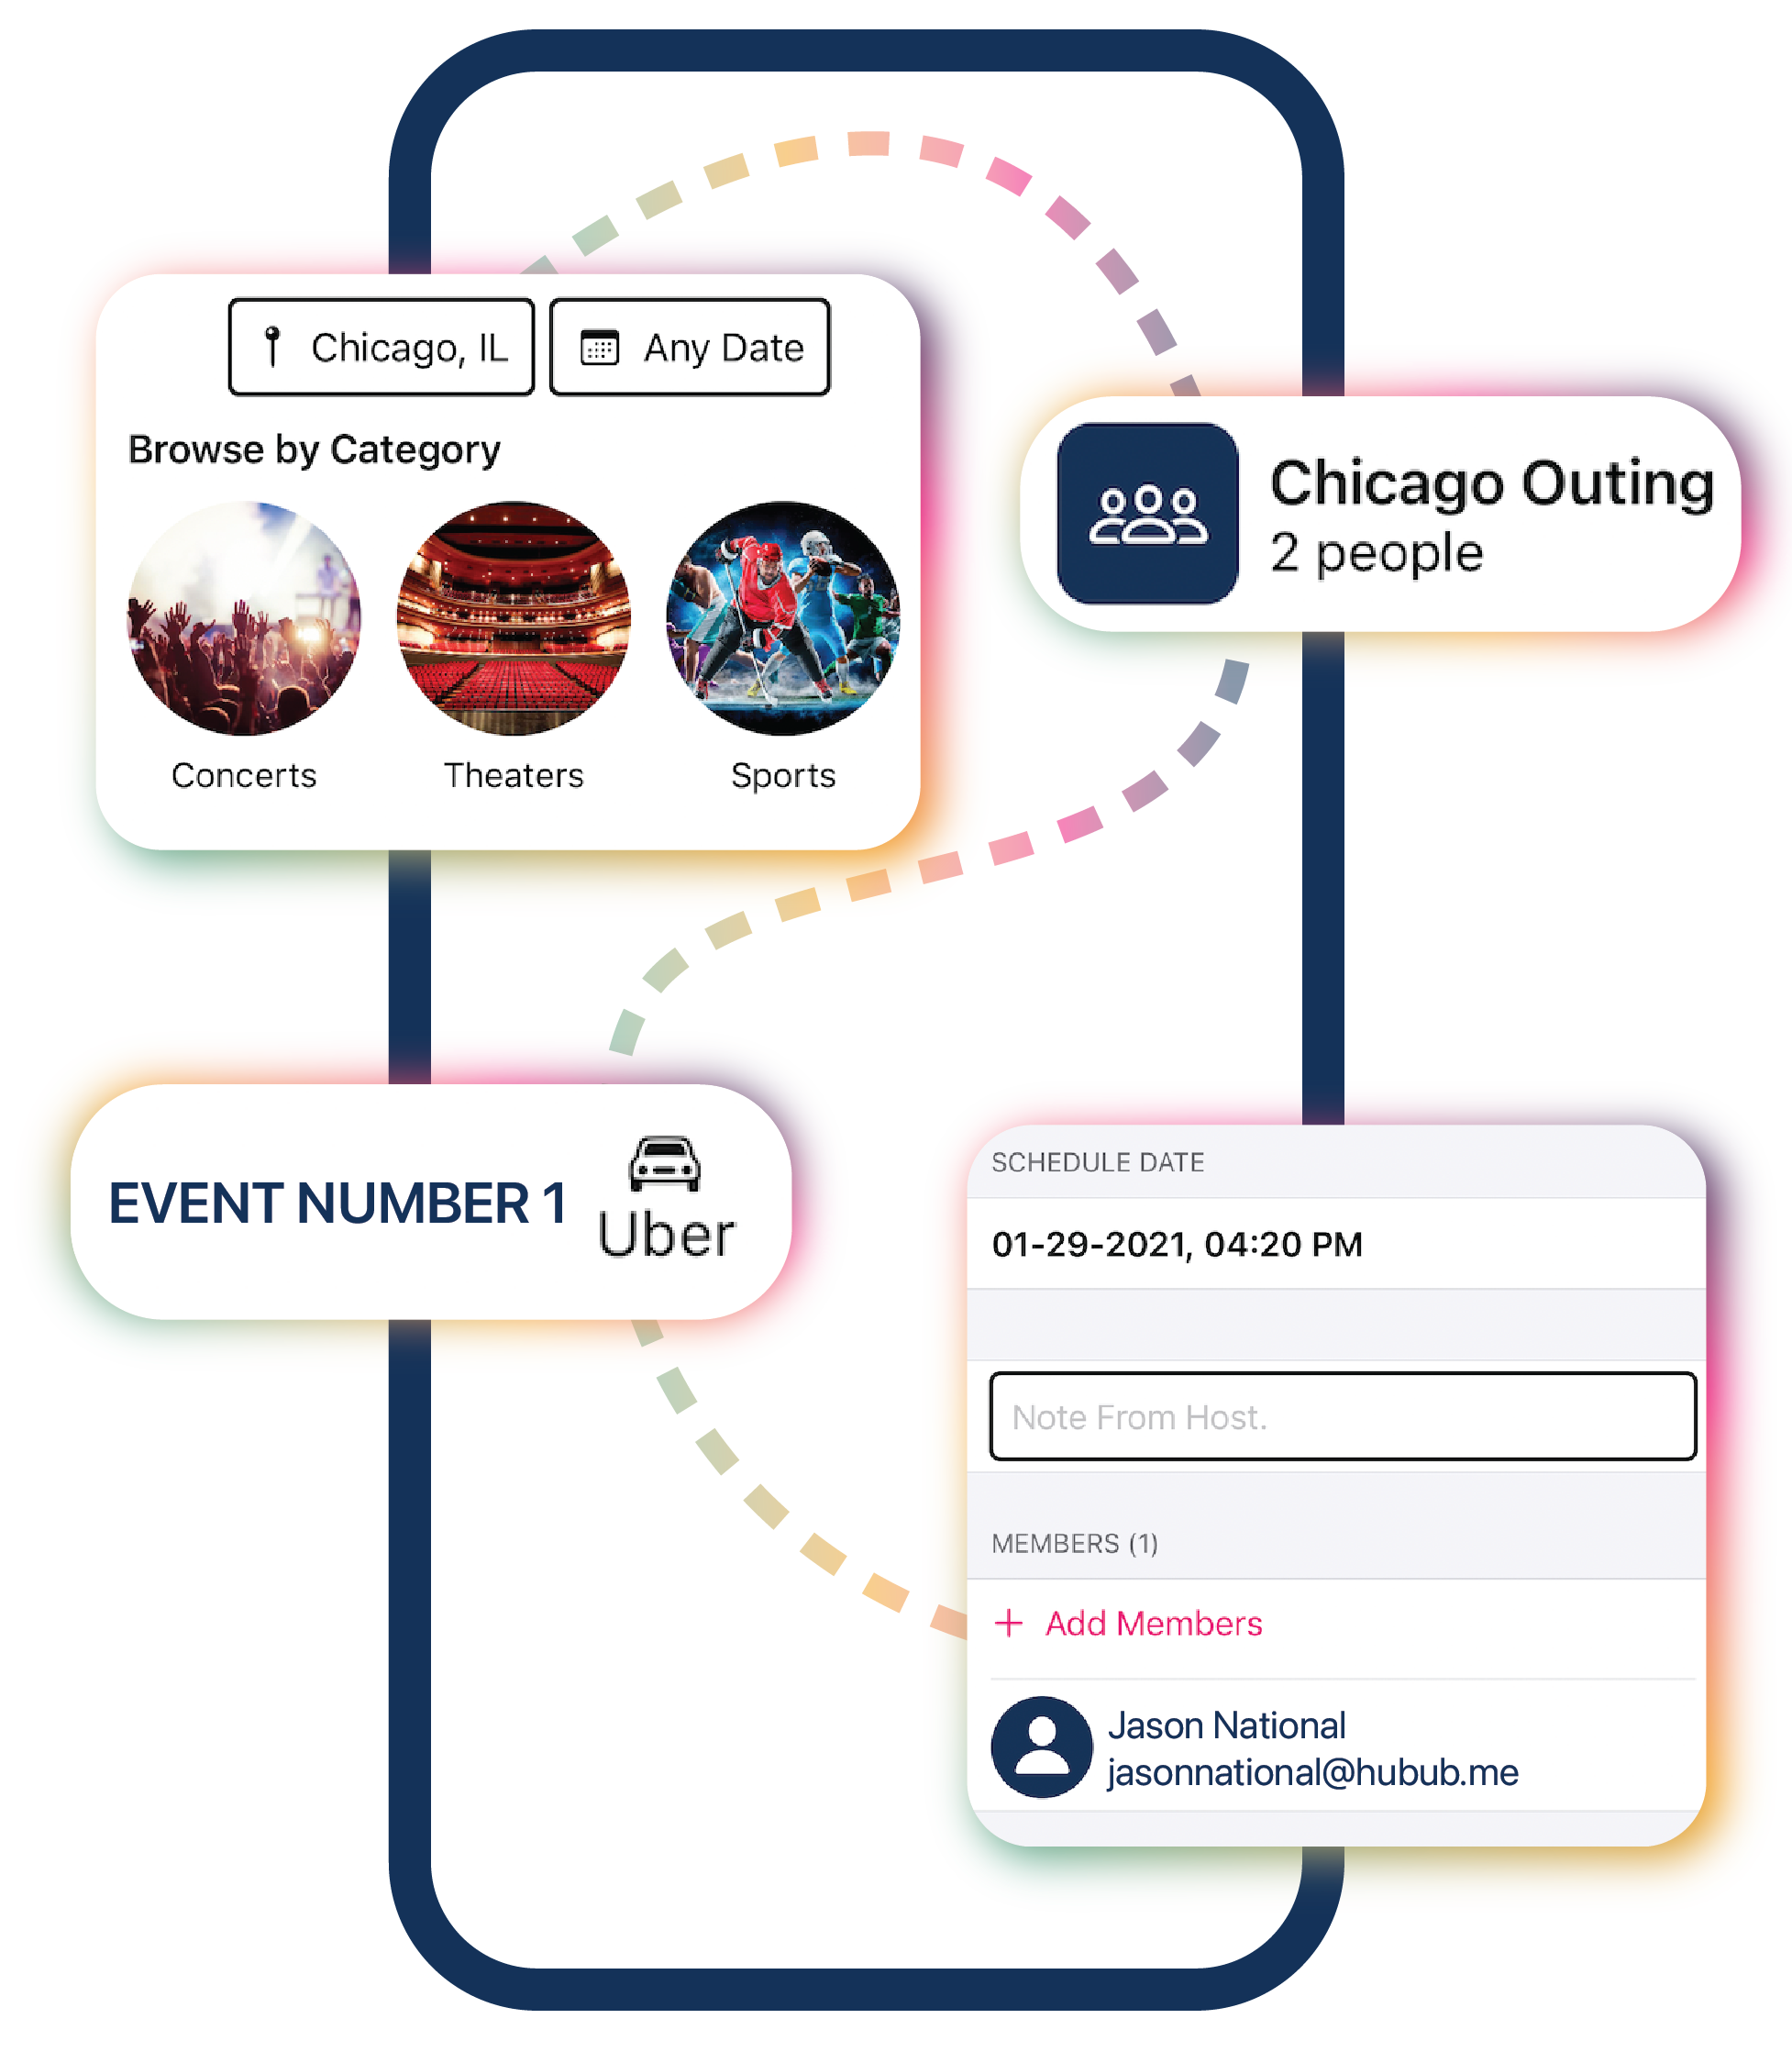 Chicago, IL
Any Date
Browse by Category
Concerts
Theaters
Sports
Chicago Outing
2 people
EVENT NUMBER 1
Uber
SCHEDULE DATE
01-29-2021, 04:20 PM
Note From Host.
MEMBERS (1)
+ Add Members
Jason National
jasonnational@hubub.me